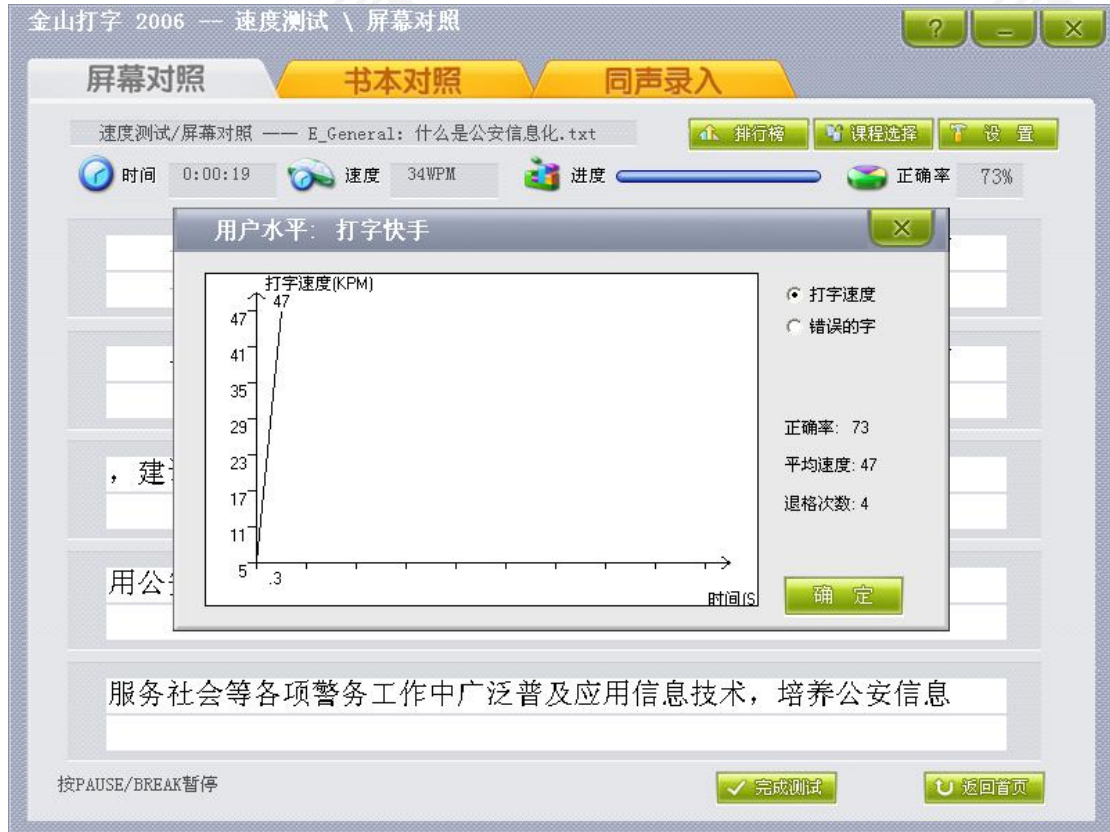 金山打字 2006 -- 速度测试 \ 屏幕对照
? - ×
屏幕对照 书本对照 同声录入
速度测试/屏幕对照 —— E_General: 什么是公安信息化.txt 排行榜 课程选择 设 置
时间 0:00:19 速度 34WPM 进度 正确率 73%
用户水平: 打字快手
打字速度(KPM)
47
47
41
35
29
23
17
11
5
.3
时间(S
打字速度
错误的字
正确率: 73
平均速度: 47
退格次数: 4
确 定
，建
用公
服务社会等各项警务工作中广泛普及应用信息技术，培养公安信息
按PAUSE/BREAK暂停 完成测试 返回首页